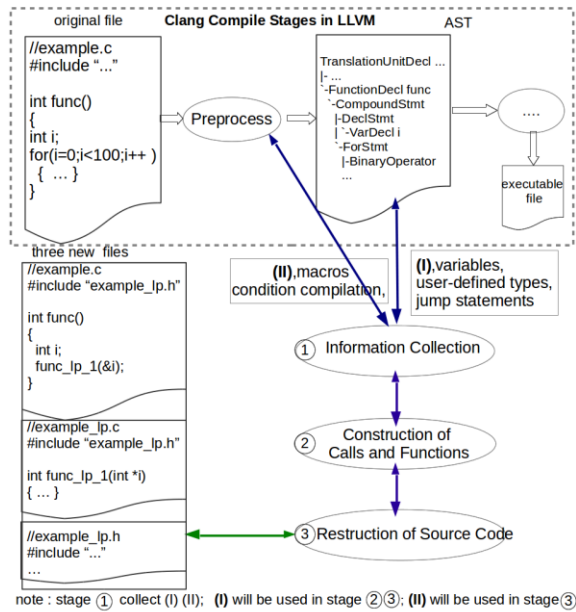 original file
Clang Compile Stages in LLVM
AST
//example.c
#include “...”
int func()
{
int i;
for(i=0;i<100;i++ )
{ ... }
}
Preprocess
TranslationUnitDecl ...
|- ...
`-FunctionDecl func
`-CompoundStmt
|-DeclStmt
| `-VarDecl i
`-ForStmt
|-BinaryOperator
...
....
executable
file
three new files
//example.c
#include “example_lp.h”
int func()
{
int i;
func_lp_1(&i);
}
//example_lp.c
#include “example_lp.h”
int func_lp_1(int *i)
{ ... }
//example_lp.h
#include “...”
...
(II),macros
condition compilation,
(I),variables,
user-defined types,
jump statements
① Information Collection
② Construction of
Calls and Functions
③ Restruction of Source Code
note : stage ① collect (I) (II); (I) will be used in stage ②③; (II) will be used in stage ③